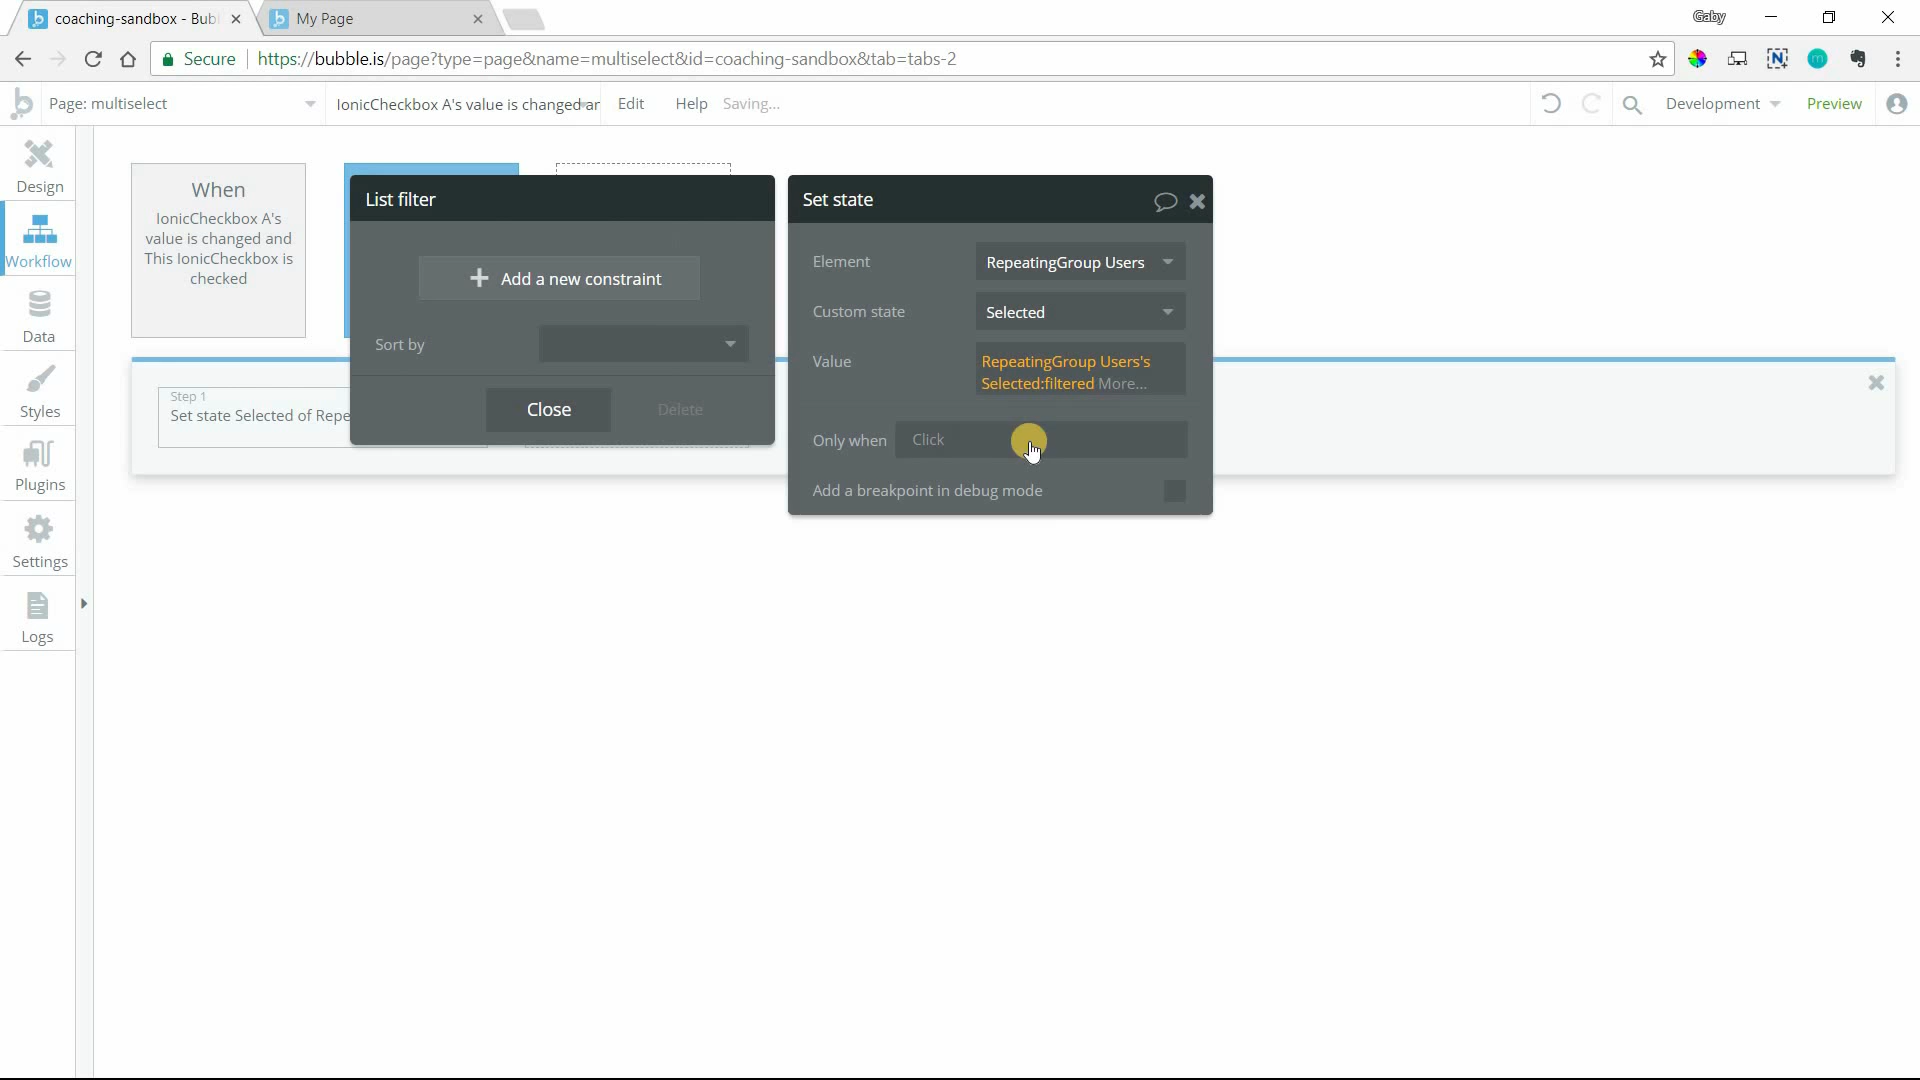 coaching-sandbox - Bub
My Page
Gaby
Secure
https://bubble.is/page?type=page&name=multiselect&id=coaching-sandbox&tab=tabs-2
Page: multiselect
IonicCheckbox A's value is changed ar
Edit
Help
Saving...
Development
Preview
Design
Workflow
Data
Styles
Plugins
Settings
Logs
When
IonicCheckbox A's
value is changed and
This IonicCheckbox is
checked
Step 1
Set state Selected of Repe
List filter
Add a new constraint
Sort by
Close
Delete
Set state
Element
RepeatingGroup Users
Custom state
Selected
Value
RepeatingGroup Users's
Selected:filtered More...
Only when
Click
Add a breakpoint in debug mode